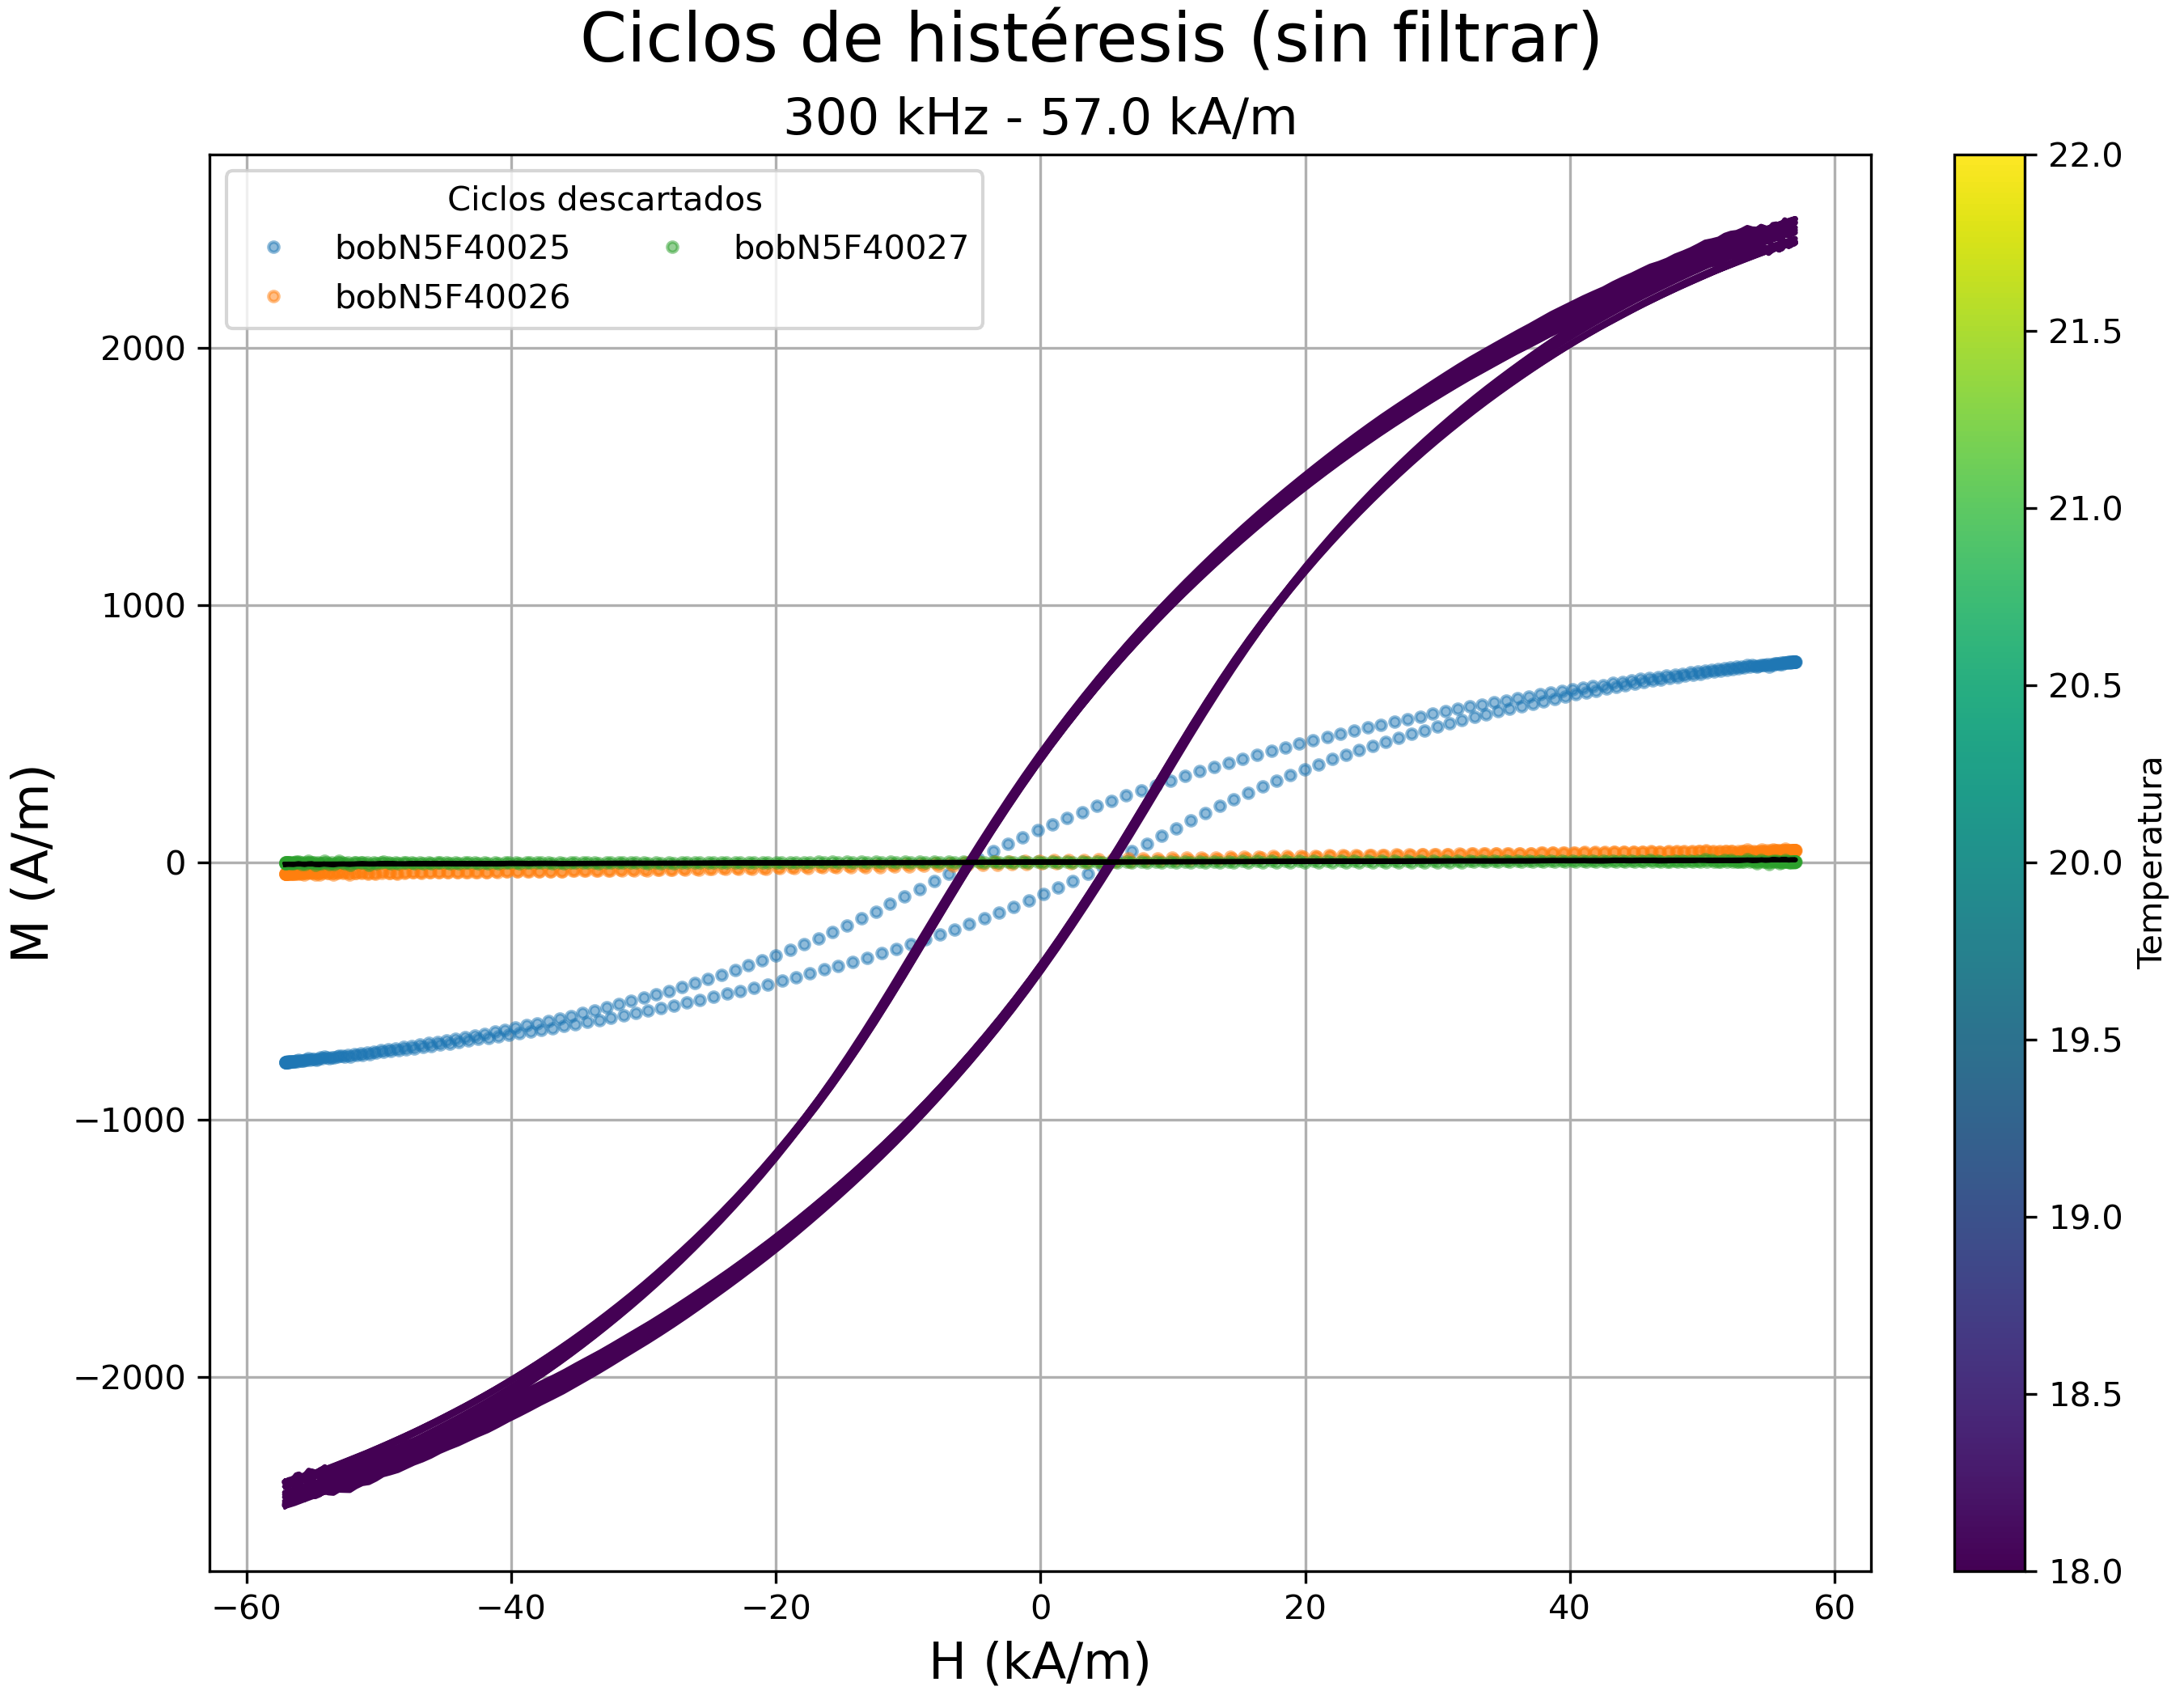 Ciclos de histéresis (sin filtrar)
300 kHz - 57.0 kA/m
Ciclos descartados
bobN5F40025
bobN5F40026
bobN5F40027
M (A/m)
2000
1000
0
−1000
−2000
−60
−40
−20
0
20
40
60
H (kA/m)
22.0
21.5
21.0
20.5
20.0
19.5
19.0
18.5
18.0
Temperatura